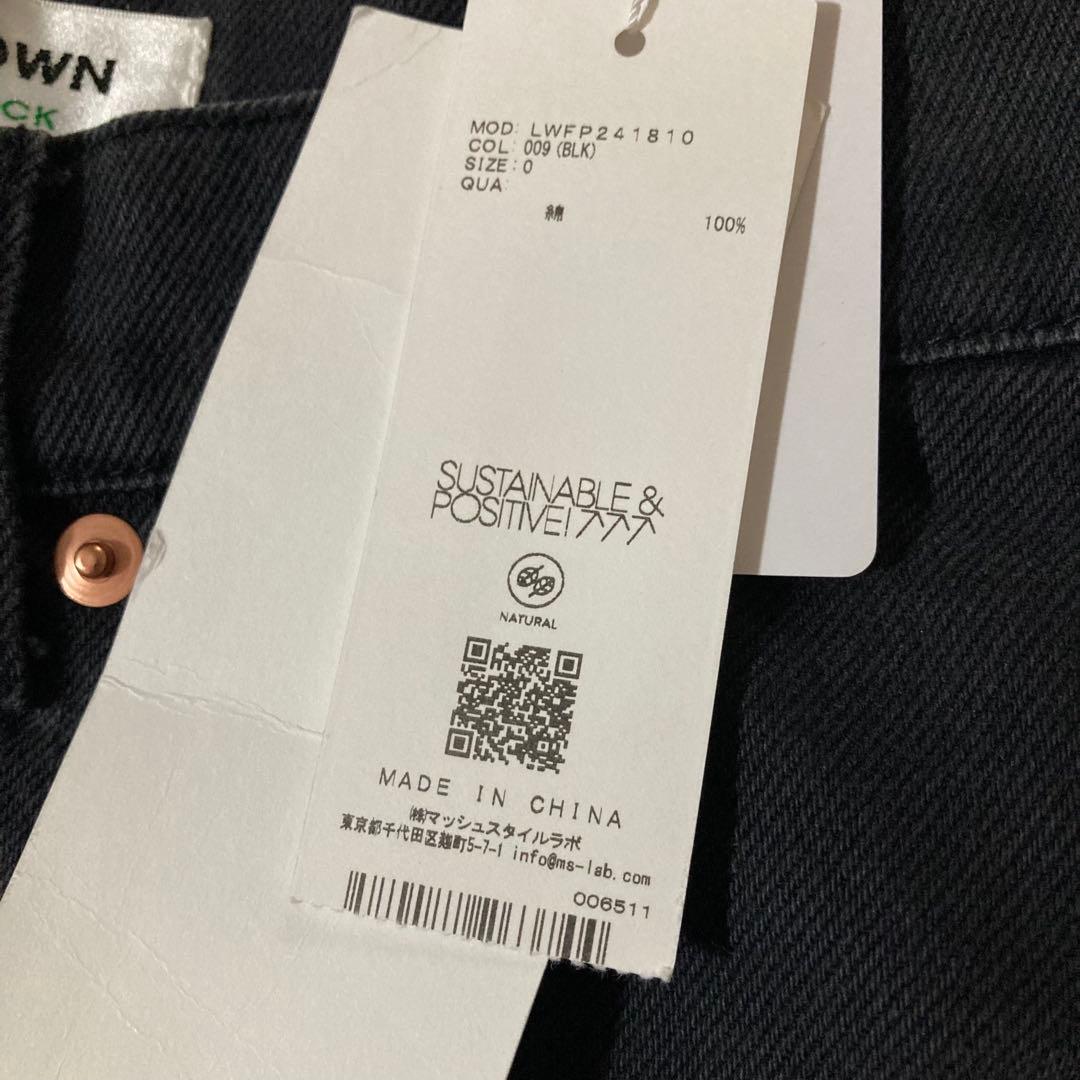 OWN
CK
MOD: LWFP241810
COL: 009 (BLK)
SIZE: 0
QUA:
綿 100%
SUSTAINABLE &
POSITIVE!
NATURAL
MADE IN CHINA
㈱マッシュスタイルラボ
東京都千代田区麹町5-7-1 info@ms-lab.com
006511